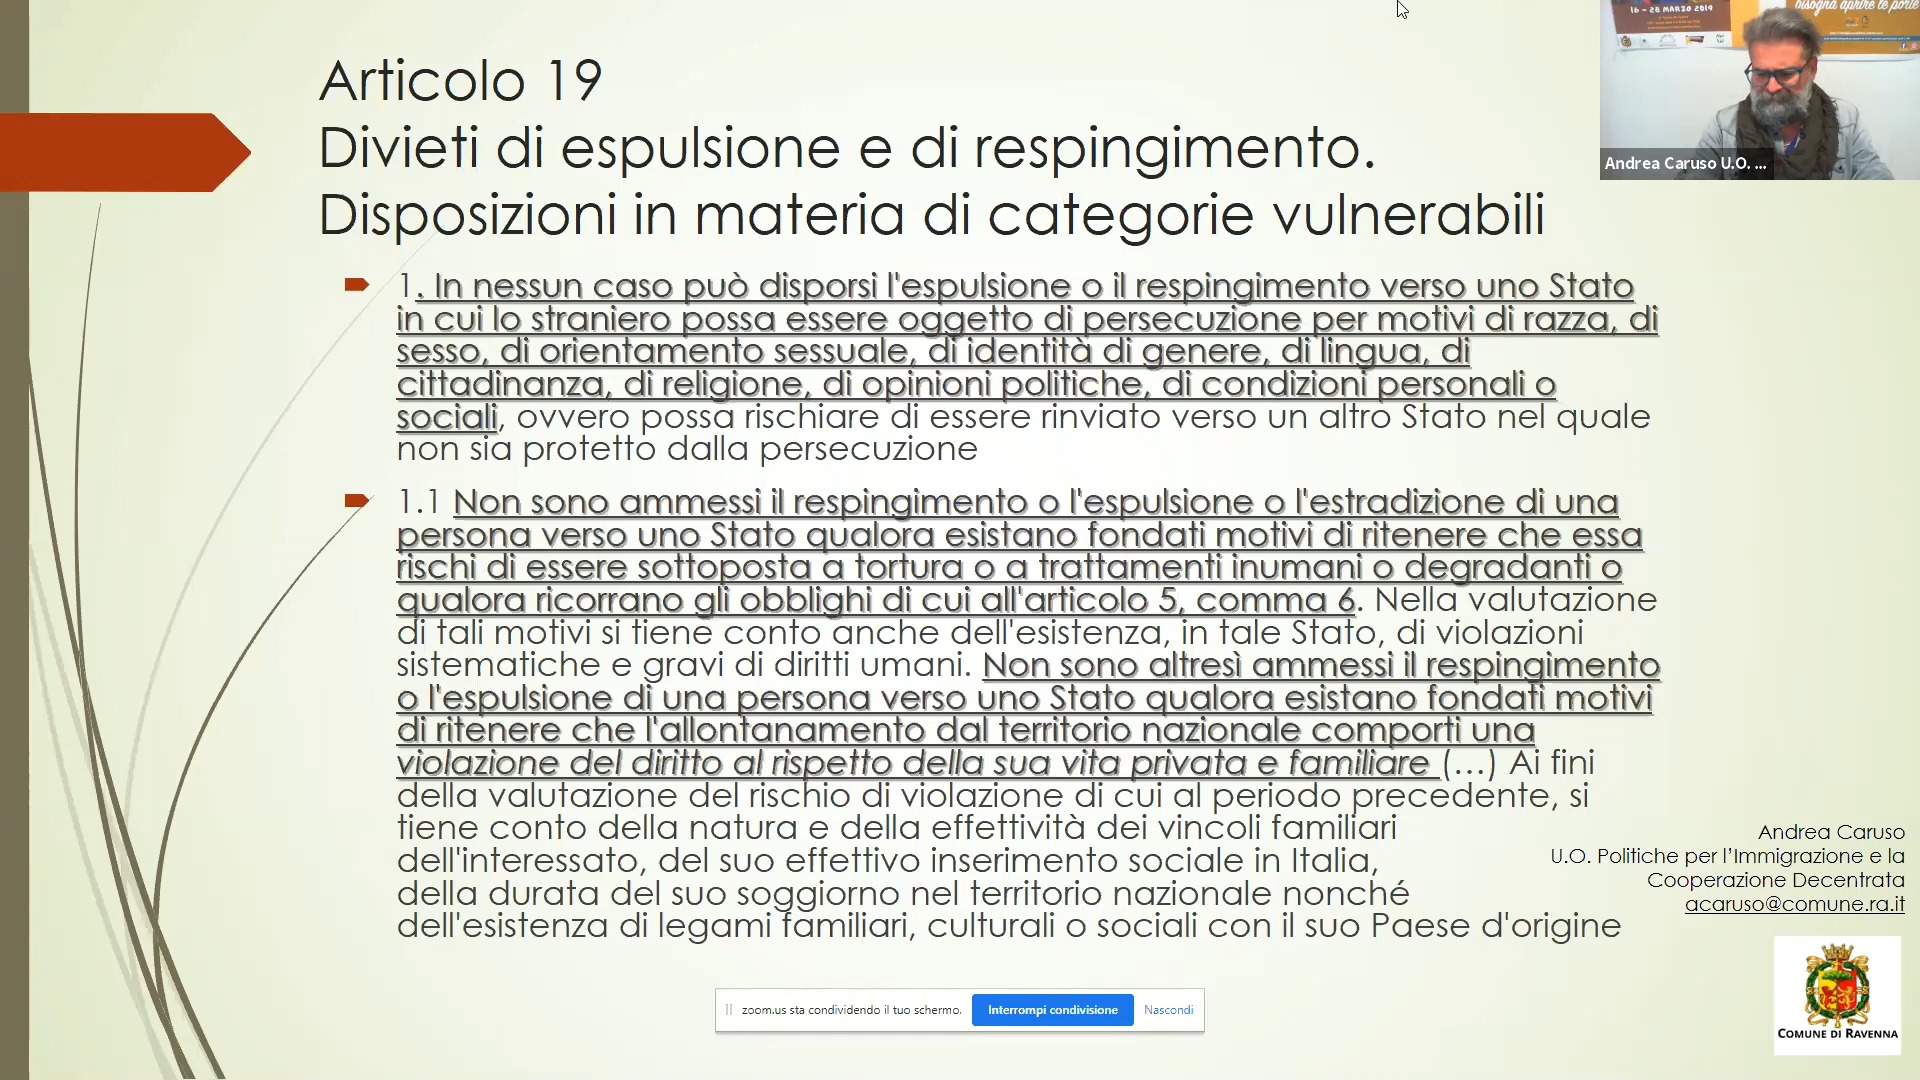 16 - 28 MARZO 2019
bisogna aprire le porte
Andrea Caruso U.O. ...
Articolo 19
Divieti di espulsione e di respingimento.
Disposizioni in materia di categorie vulnerabili
1. In nessun caso può disporsi l'espulsione o il respingimento verso uno Stato
in cui lo straniero possa essere oggetto di persecuzione per motivi di razza, di
sesso, di orientamento sessuale, di identità di genere, di lingua, di
cittadinanza, di religione, di opinioni politiche, di condizioni personali o
sociali, ovvero possa rischiare di essere rinviato verso un altro Stato nel quale
non sia protetto dalla persecuzione
1.1 Non sono ammessi il respingimento o l'espulsione o l'estradizione di una
persona verso uno Stato qualora esistano fondati motivi di ritenere che essa
rischi di essere sottoposta a tortura o a trattamenti inumani o degradanti o
qualora ricorrano gli obblighi di cui all'articolo 5, comma 6. Nella valutazione
di tali motivi si tiene conto anche dell'esistenza, in tale Stato, di violazioni
sistematiche e gravi di diritti umani. Non sono altresì ammessi il respingimento
o l'espulsione di una persona verso uno Stato qualora esistano fondati motivi
di ritenere che l'allontanamento dal territorio nazionale comporti una
violazione del diritto al rispetto della sua vita privata e familiare (...) Ai fini
della valutazione del rischio di violazione di cui al periodo precedente, si
tiene conto della natura e della effettività dei vincoli familiari
dell'interessato, del suo effettivo inserimento sociale in Italia,
della durata del suo soggiorno nel territorio nazionale nonché
dell'esistenza di legami familiari, culturali o sociali con il suo Paese d'origine
Andrea Caruso
U.O. Politiche per l’Immigrazione e la
Cooperazione Decentrata
acaruso@comune.ra.it
COMUNE DI RAVENNA
zoom.us sta condividendo il tuo schermo.
Interrompi condivisione
Nascondi